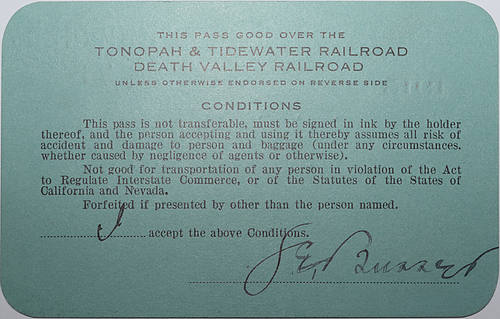 THIS PASS GOOD OVER THE
TONOPAH & TIDEWATER RAILROAD
DEATH VALLEY RAILROAD
UNLESS OTHERWISE ENDORSED ON REVERSE SIDE
CONDITIONS
This pass is not transferable, must be signed in ink by the holder
thereof, and the person accepting and using it thereby assumes all risk of
accident and damage to person and baggage (under any circumstances.
whether caused by negligence of agents or otherwise).
Not good for transportation of any person in violation of the Act
to Regulate Interstate Commerce, or of the Statutes of the States of
California and Nevada.
Forfeited if presented by other than the person named.
I accept the above Conditions.